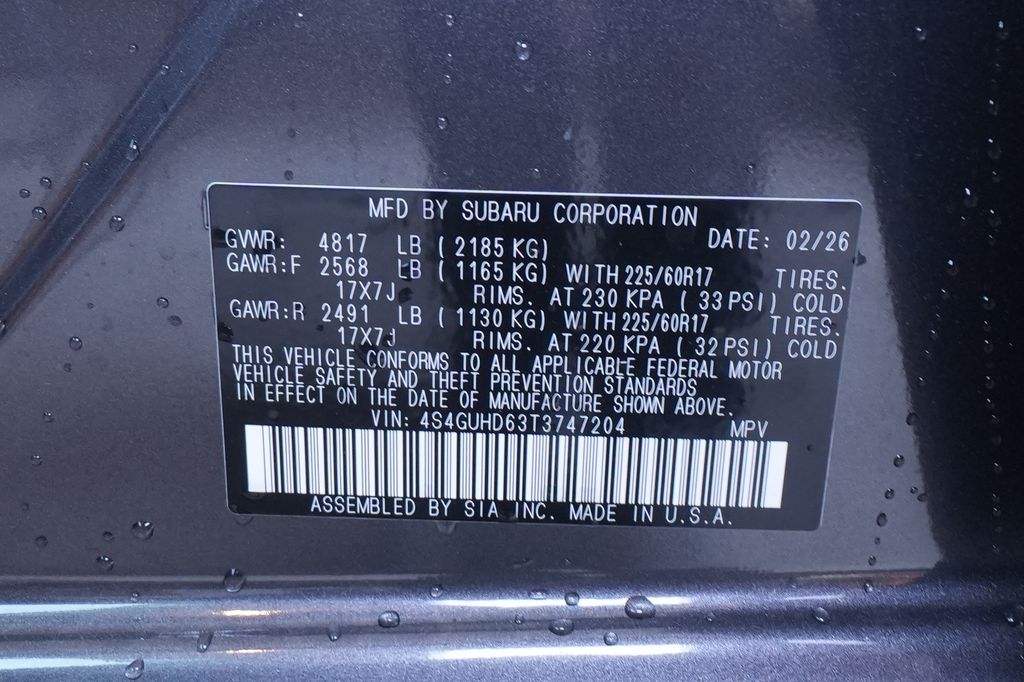 MFD BY SUBARU CORPORATION
GVWR: 4817 LB ( 2185 KG) DATE: 02/26
GAWR:F 2568 LB ( 1165 KG) WITH 225/60R17 TIRES.
17X7J RIMS. AT 230 KPA ( 33 PSI) COLD
GAWR:R 2491 LB ( 1130 KG) WITH 225/60R17 TIRES.
17X7J RIMS. AT 220 KPA ( 32 PSI) COLD
THIS VEHICLE CONFORMS TO ALL APPLICABLE FEDERAL MOTOR
VEHICLE SAFETY AND THEFT PREVENTION STANDARDS
IN EFFECT ON THE DATE OF MANUFACTURE SHOWN ABOVE.
VIN: 4S4GUHD63T3747204 MPV
ASSEMBLED BY SIA INC. MADE IN U.S.A.